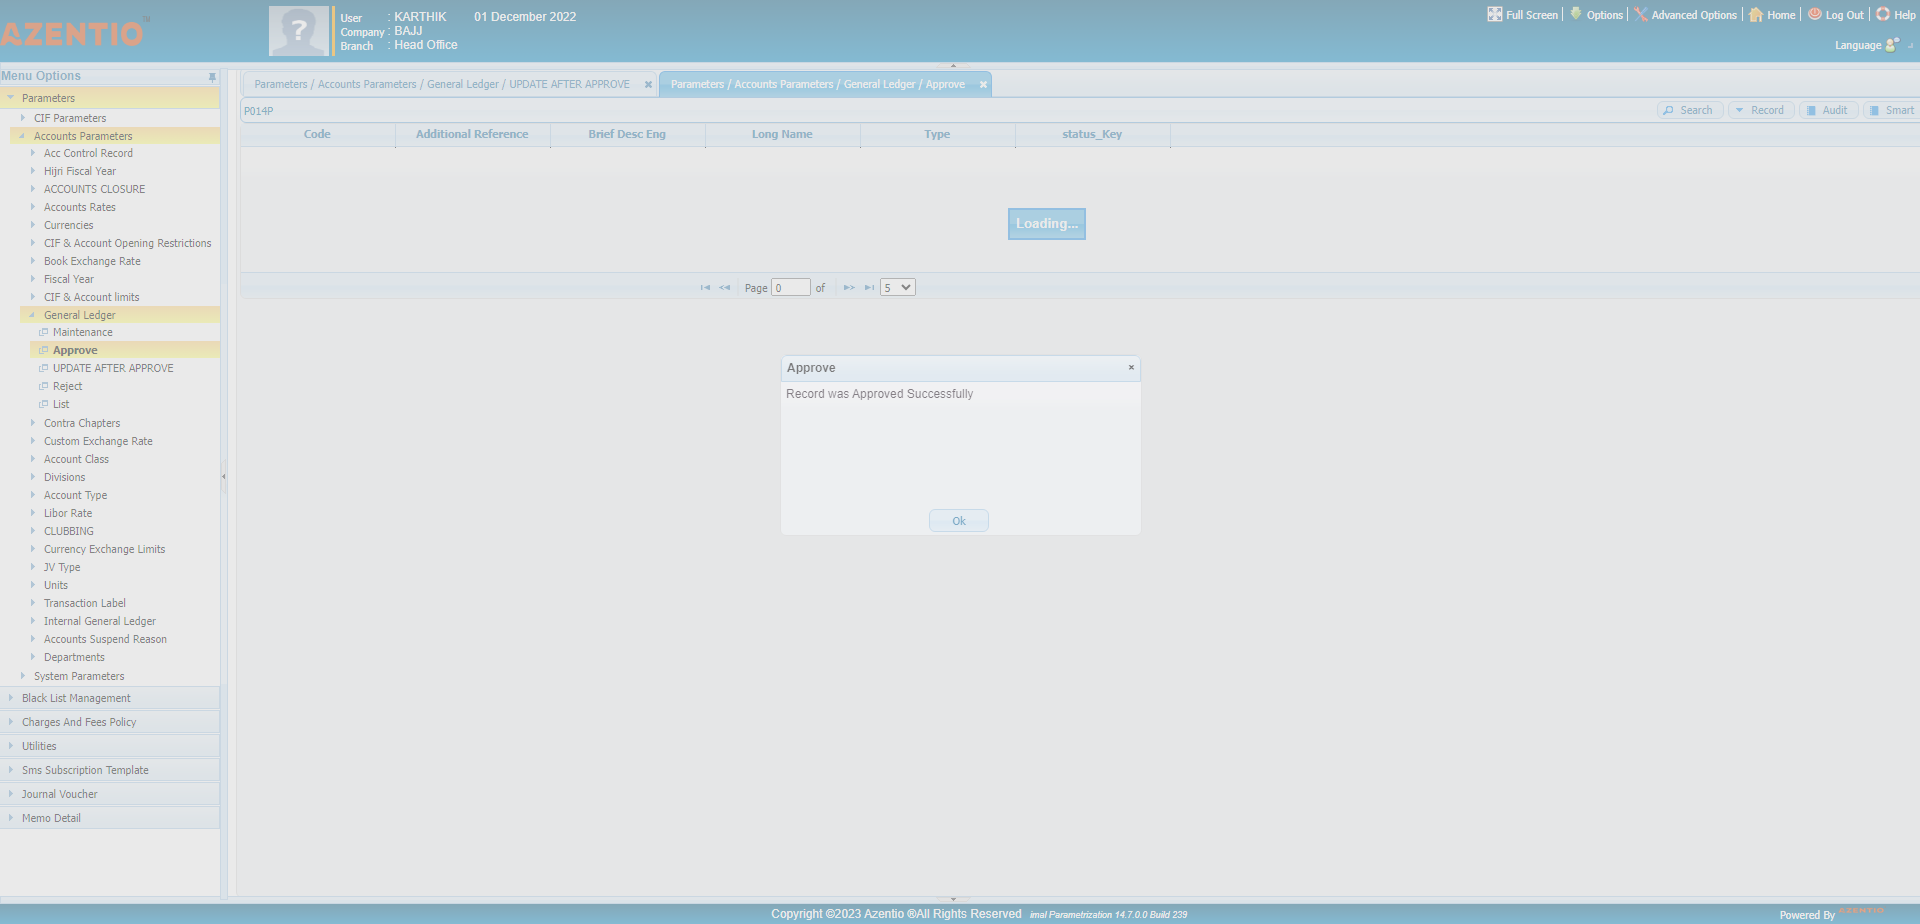 AZENTIO™
User : KARTHIK 01 December 2022
Company : BAJJ
Branch : Head Office
Full Screen Options Advanced Options Home Log Out Help
Language
Menu Options
Parameters
CIF Parameters
Accounts Parameters
Acc Control Record
Hijri Fiscal Year
ACCOUNTS CLOSURE
Accounts Rates
Currencies
CIF & Account Opening Restrictions
Book Exchange Rate
Fiscal Year
CIF & Account limits
General Ledger
Maintenance
Approve
UPDATE AFTER APPROVE
Reject
List
Contra Chapters
Custom Exchange Rate
Account Class
Divisions
Account Type
Libor Rate
CLUBBING
Currency Exchange Limits
JV Type
Units
Transaction Label
Internal General Ledger
Accounts Suspend Reason
Departments
System Parameters
Black List Management
Charges And Fees Policy
Utilities
Sms Subscription Template
Journal Voucher
Memo Detail
Parameters / Accounts Parameters / General Ledger / UPDATE AFTER APPROVE
Parameters / Accounts Parameters / General Ledger / Approve
P014P
Search Record Audit Smart
Code Additional Reference Brief Desc Eng Long Name Type status_Key
Loading...
Page 0 of 5
Approve
Record was Approved Successfully
Ok
Copyright ©2023 Azentio ®All Rights Reserved imal Parametrization 14.7.0.0 Build 239
Powered By AZENTIO